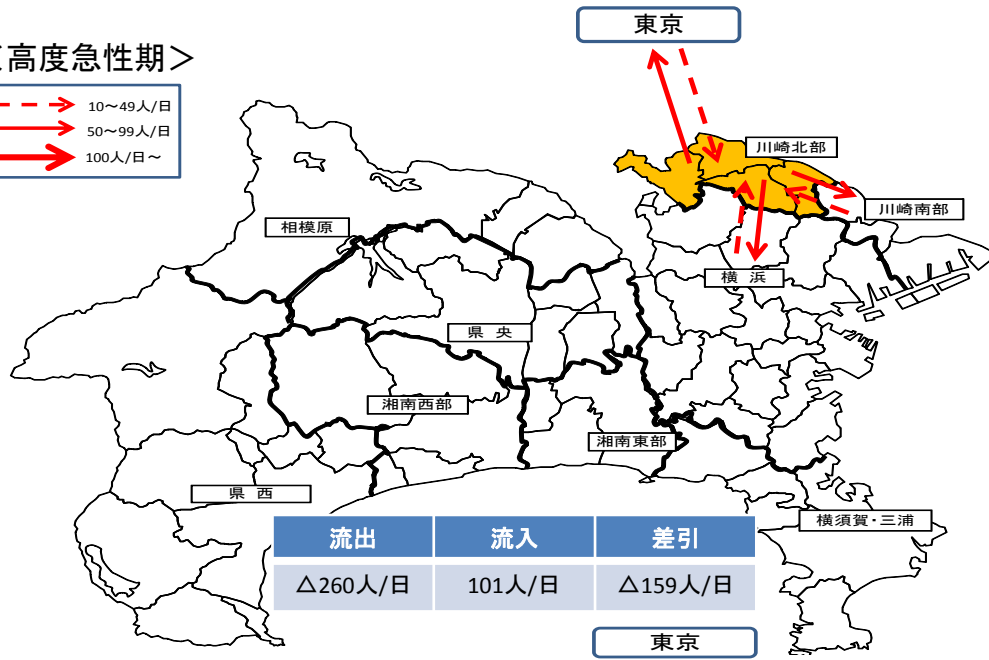 東京
高度急性期＞
10～49人/日
50～99人/日
100人/日～
川崎北部
川崎南部
相模原
横 浜
県 央
湘南西部
湘南東部
県 西
横須賀・三浦
流出 流入 差引
△260人/日 101人/日 △159人/日
東京